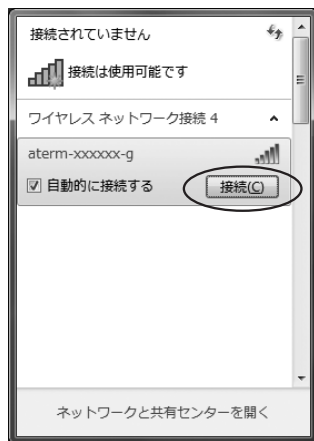 接続されていません
接続は使用可能です
ワイヤレス ネットワーク接続 4
aterm-xxxxxx-g
自動的に接続する
接続(C)
ネットワークと共有センターを開く